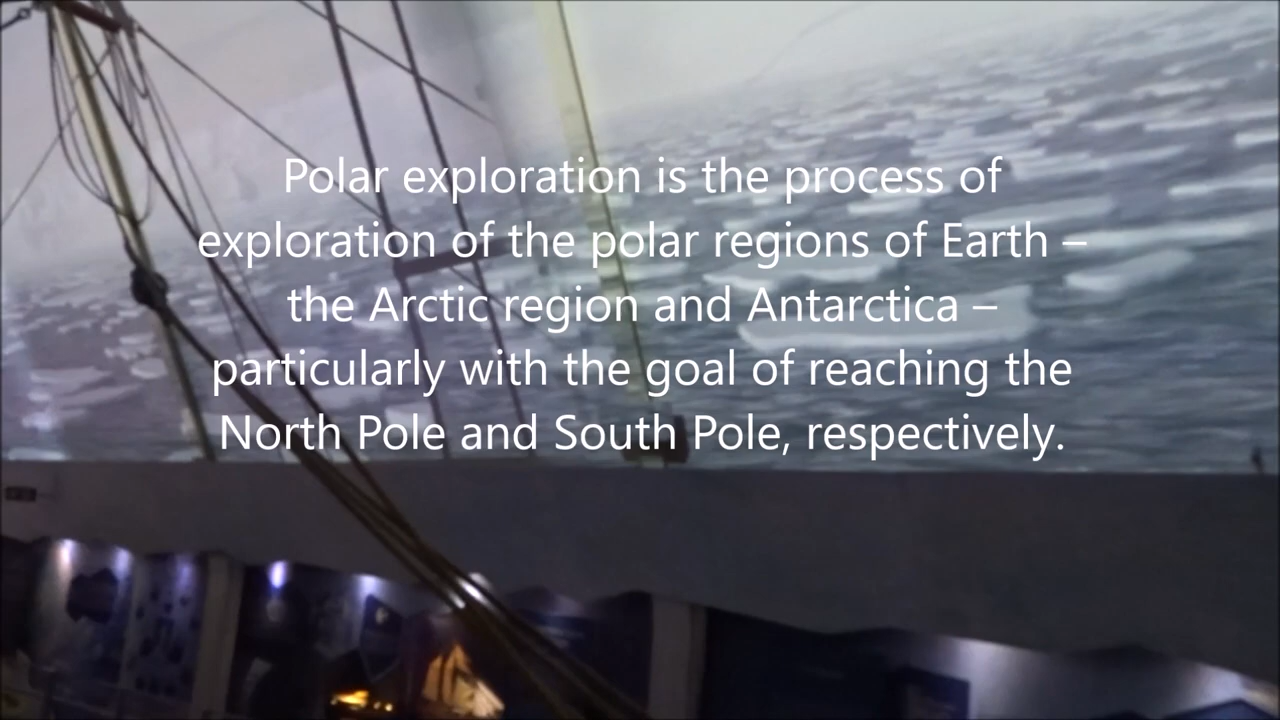 Polar exploration is the process of
exploration of the polar regions of Earth –
the Arctic region and Antarctica –
particularly with the goal of reaching the
North Pole and South Pole, respectively.